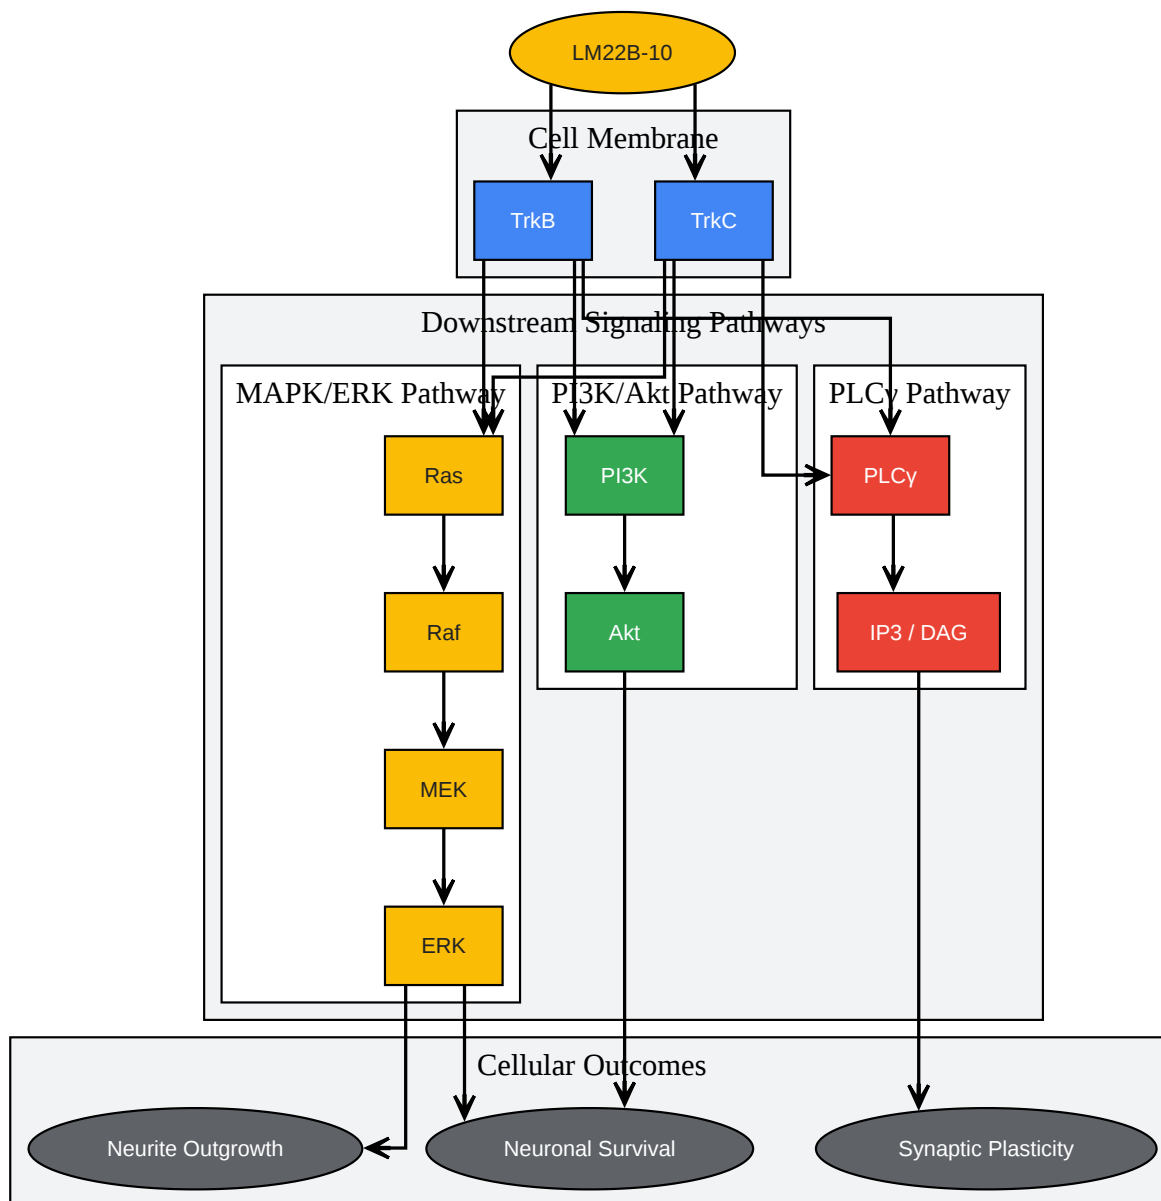 LM22B-10
Cell Membrane
TrkB
TrkC
Downstream Signaling Pathways
MAPK/ERK Pathway
PI3K/Akt Pathway
PLCγ Pathway
Ras
PI3K
PLCγ
Raf
Akt
IP3 / DAG
MEK
ERK
Cellular Outcomes
Neurite Outgrowth
Neuronal Survival
Synaptic Plasticity